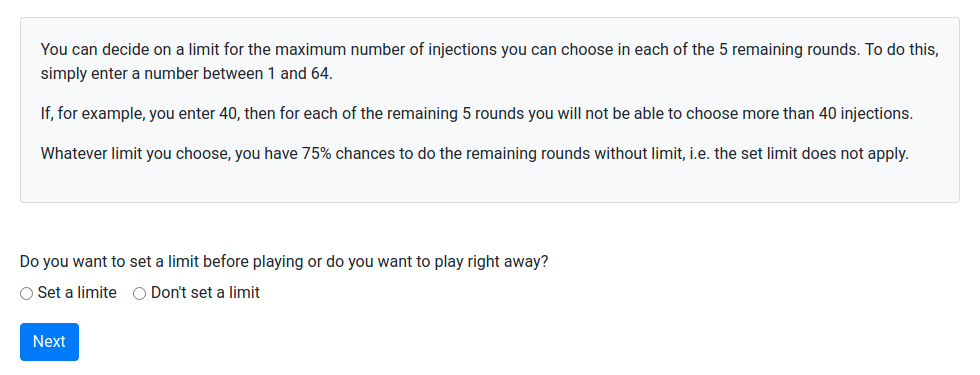 You can decide on a limit for the maximum number of injections you can choose in each of the 5 remaining rounds. To do this,
simply enter a number between 1 and 64.
If, for example, you enter 40, then for each of the remaining 5 rounds you will not be able to choose more than 40 injections.
Whatever limit you choose, you have 75% chances to do the remaining rounds without limit, i.e. the set limit does not apply.
Do you want to set a limit before playing or do you want to play right away?
Set a limite Don't set a limit
Next